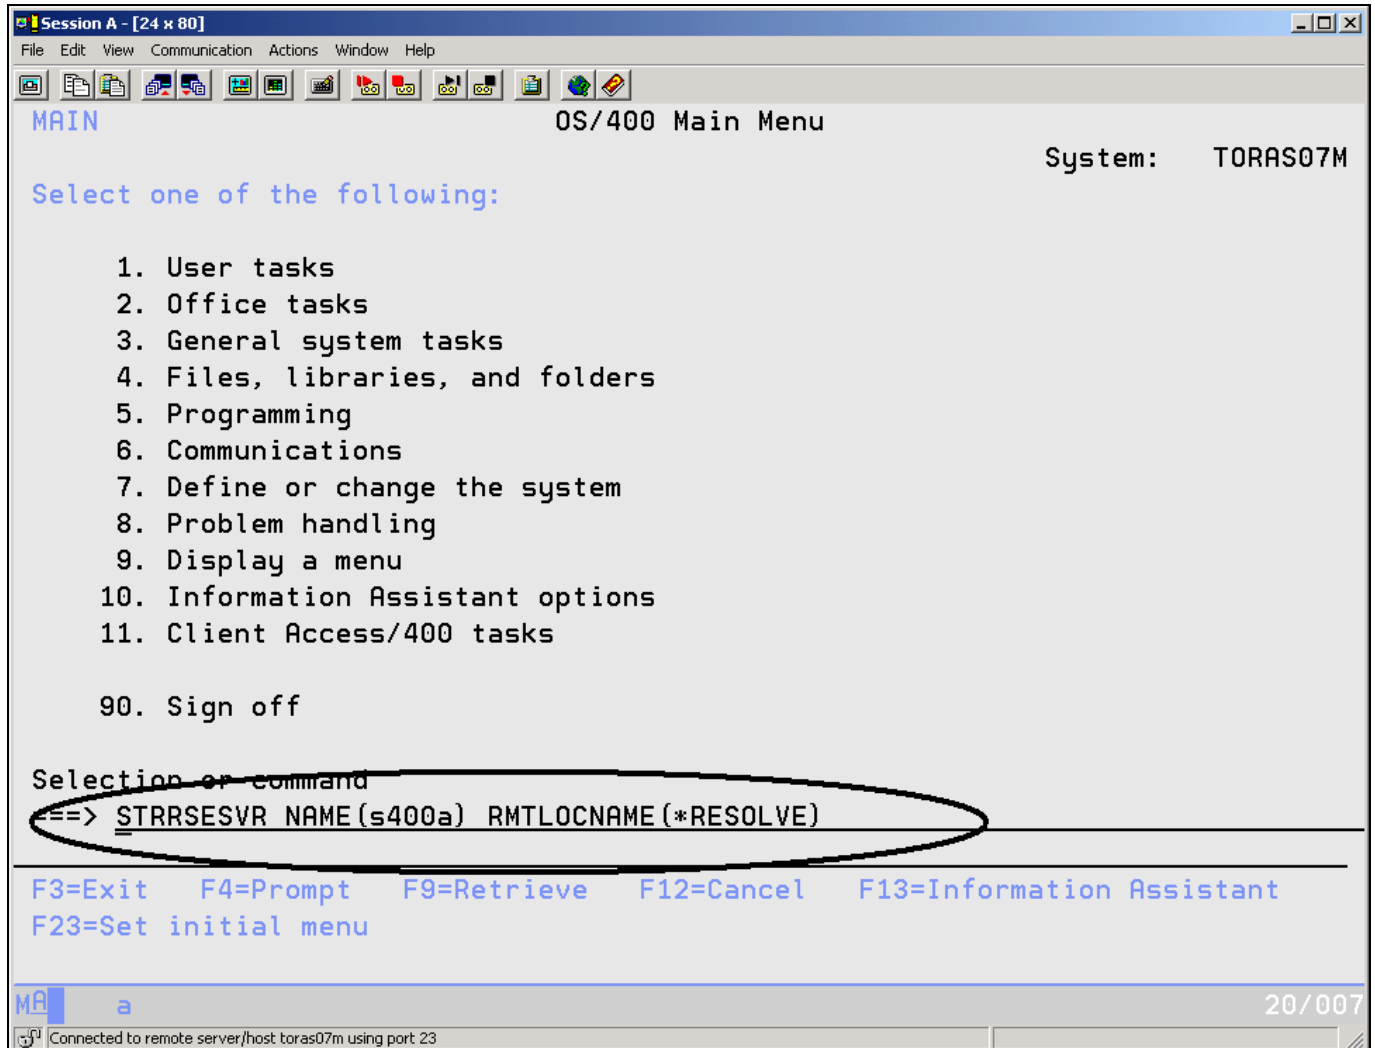 Session A - [24 x 80]
File Edit View Communication Actions Window Help
MAIN OS/400 Main Menu
System: TORAS07M
Select one of the following:
1. User tasks
2. Office tasks
3. General system tasks
4. Files, libraries, and folders
5. Programming
6. Communications
7. Define or change the system
8. Problem handling
9. Display a menu
10. Information Assistant options
11. Client Access/400 tasks
90. Sign off
Selection or command
===> STRRSESVR NAME(s400a) RMTLOCNAME(*RESOLVE)
F3=Exit F4=Prompt F9=Retrieve F12=Cancel F13=Information Assistant
F23=Set initial menu
MA a 20/007
Connected to remote server/host toras07m using port 23